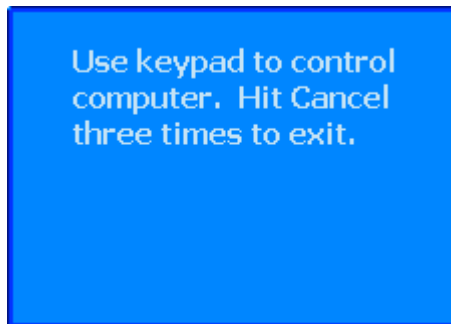 Use keypad to control
computer.  Hit Cancel
three times to exit.